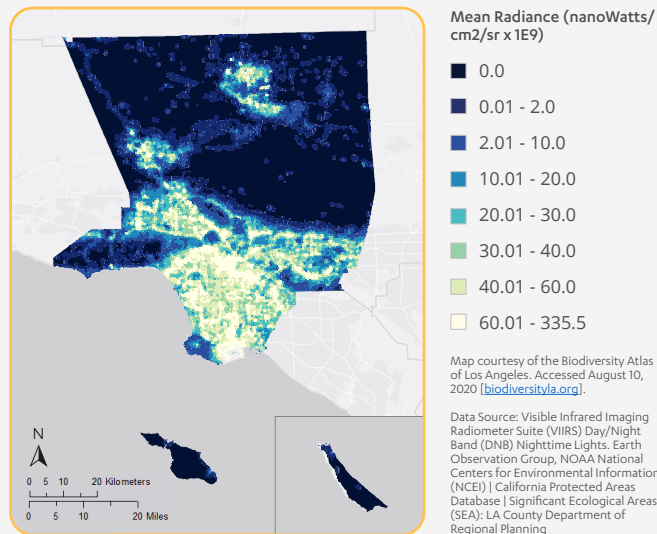 Mean Radiance (nanoWatts/
cm2/sr x 1E9)
0.0
0.01 - 2.0
2.01 - 10.0
10.01 - 20.0
20.01 - 30.0
30.01 - 40.0
40.01 - 60.0
60.01 - 335.5
Map courtesy of the Biodiversity Atlas
of Los Angeles. Accessed August 10,
2020 [biodiversityla.org].
Data Source: Visible Infrared Imaging
Radiometer Suite (VIIRS) Day/Night
Band (DNB) Nighttime Lights. Earth
Observation Group, NOAA National
Centers for Environmental Information
(NCEI) | California Protected Areas
Database | Significant Ecological Areas
(SEA): LA County Department of
Regional Planning
N
0 5 10 20 Kilometers
0 5 10 20 Miles